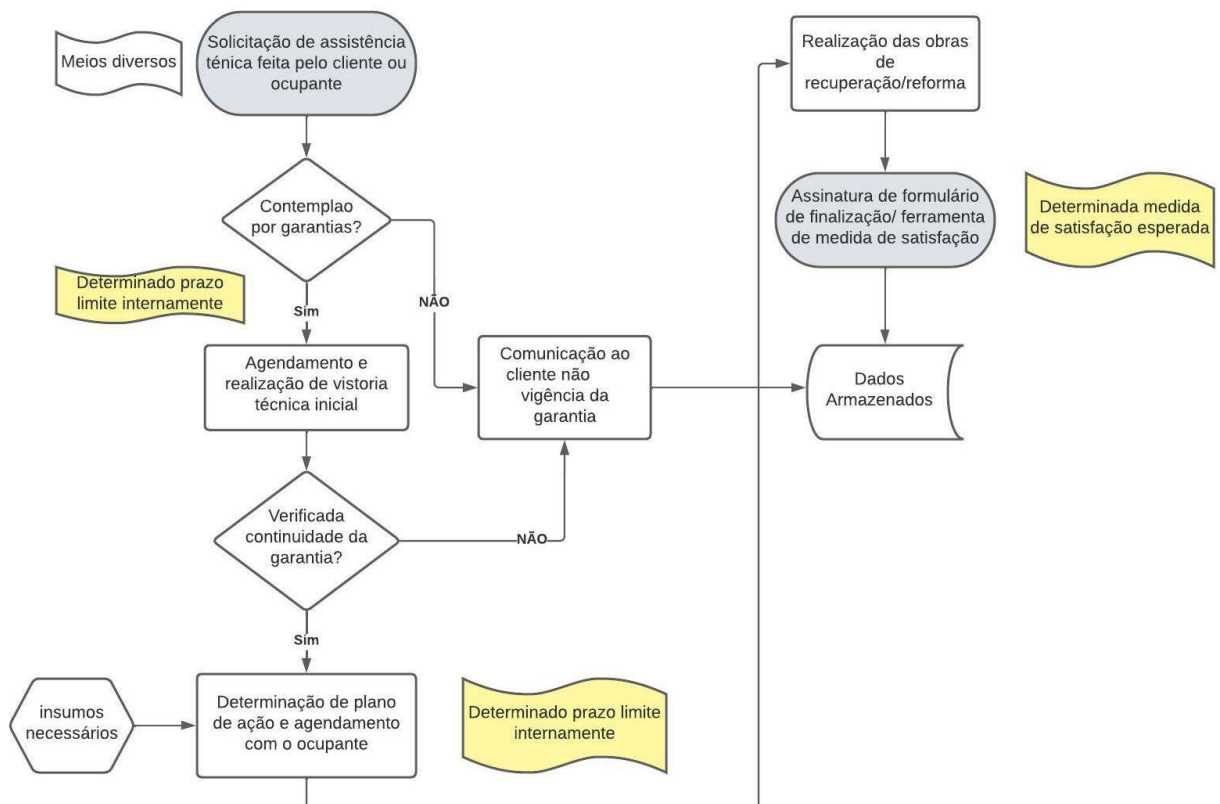 Meios diversos
Solicitação de assistência
ténica feita pelo cliente ou
ocupante
Contemplao
por garantias?
NÃO
Determinado prazo
limite internamente
Sim
Agendamento e
realização de vistoria
técnica inicial
Comunicação ao
cliente não
vigência da
garantia
Verificada
continuidade da
garantia?
NÃO
Sim
insumos
necessários
Determinação de plano
de ação e agendamento
com o ocupante
Determinado prazo limite
internamente
Realização das obras
de
recuperação/reforma
Assinatura de formulário
de finalização/ ferramenta
de medida de satisfação
Determinada medida
de satisfação esperada
Dados
Armazenados